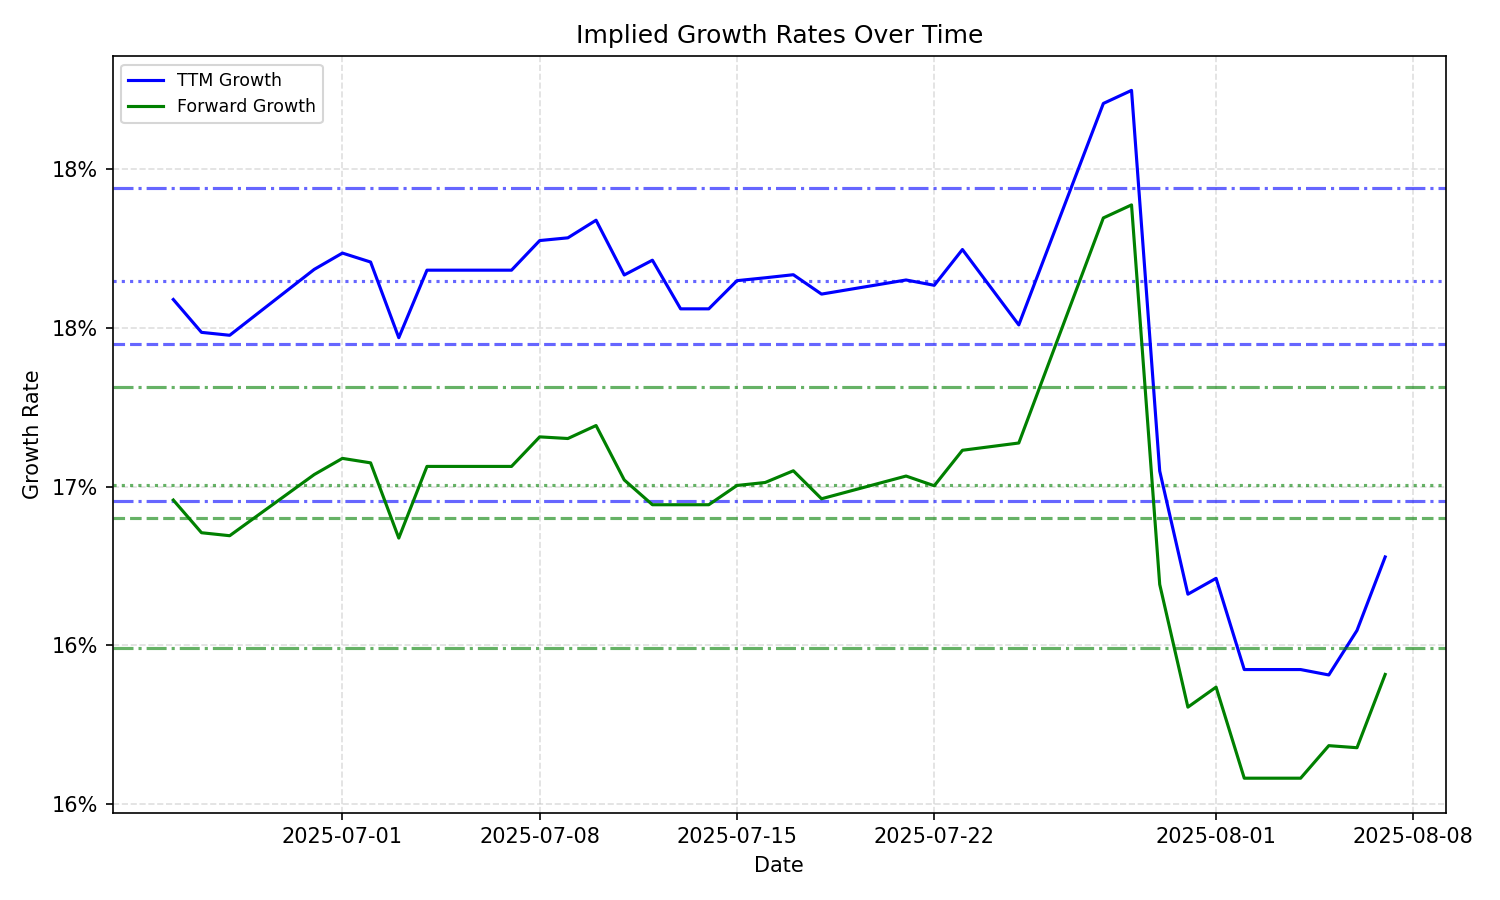 Implied Growth Rates Over Time
TTM Growth
Forward Growth
18%
18%
17%
16%
16%
Growth Rate
2025-07-01
2025-07-08
2025-07-15
2025-07-22
2025-08-01
2025-08-08
Date